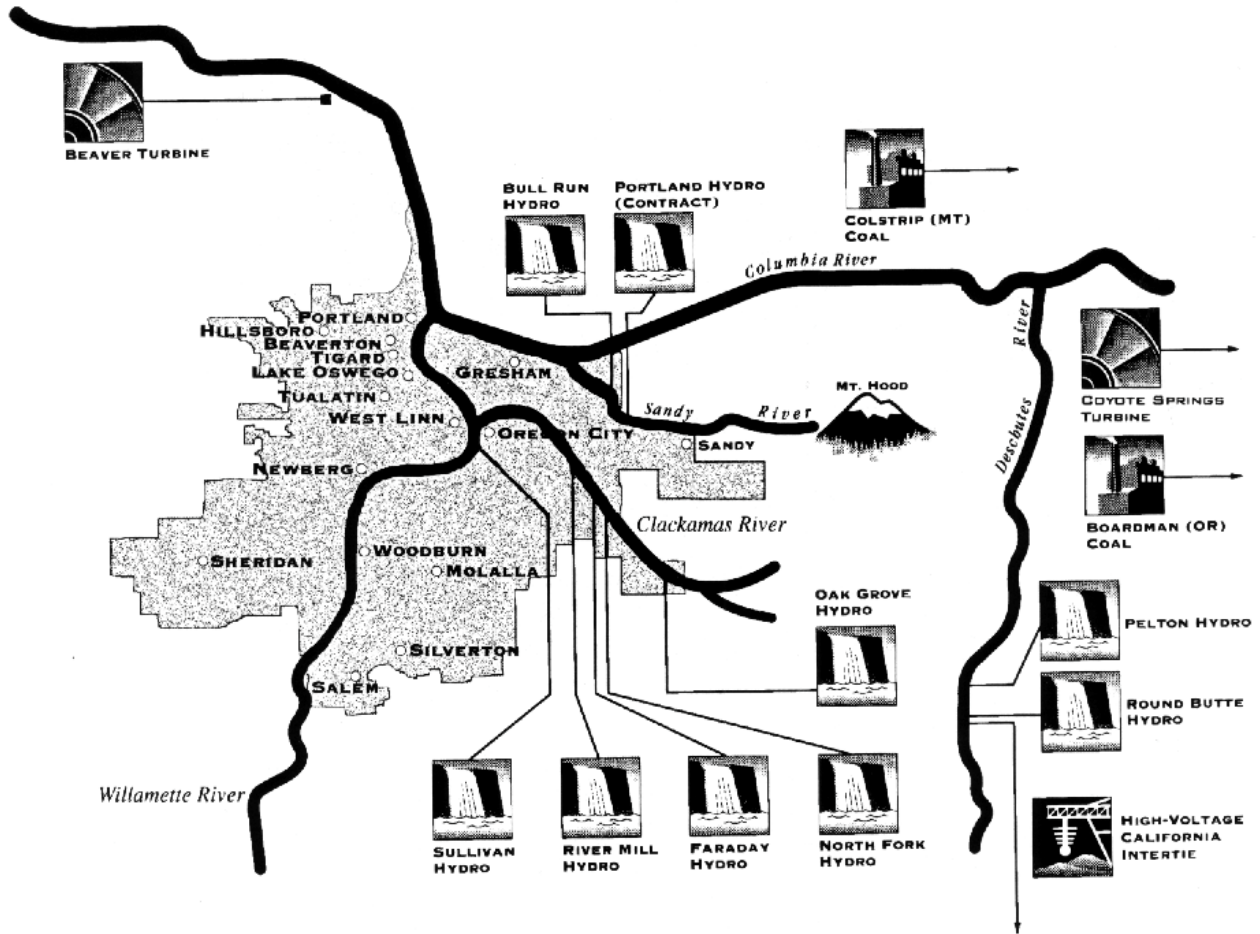 BEAVER TURBINE
BULL RUN
HYDRO
PORTLAND HYDRO
(CONTRACT)
COLSTRIP (MT)
COAL
Columbia River
PORTLAND
HILLSBORO
BEAVERTON
TIGARD
LAKE OSWEGO
GRESHAM
TUALATIN
WEST LINN
OREGON CITY
Sandy River
MT. HOOD
SANDY
NEWBERG
Deschutes River
COYOTE SPRINGS
TURBINE
BOARDMAN (OR)
COAL
Clackamas River
SHERIDAN
WOODBURN
MOLALLA
OAK GROVE
HYDRO
PELTON HYDRO
SILVERTON
SALEM
ROUND BUTTE
HYDRO
Willamette River
SULLIVAN
HYDRO
RIVER MILL
HYDRO
FARADAY
HYDRO
NORTH FORK
HYDRO
HIGH-VOLTAGE
CALIFORNIA
INTERTIE